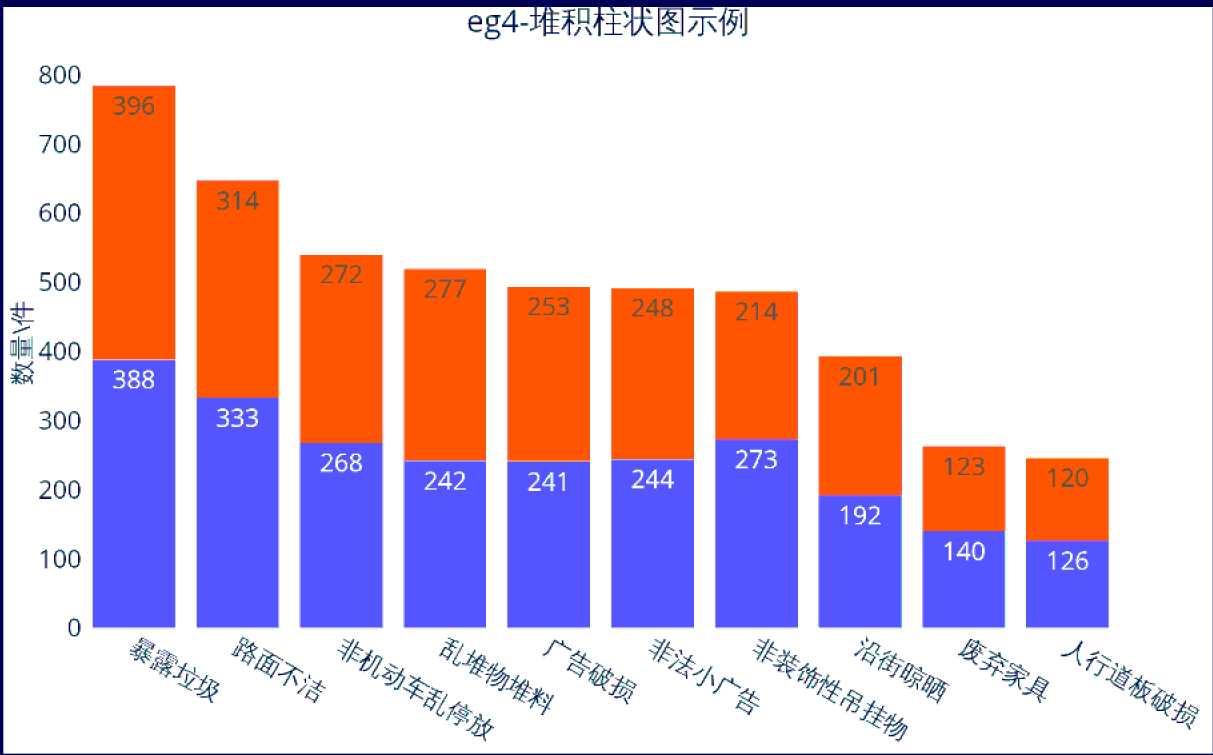 eg4-堆积柱状图示例
数量\件
800
700
600
500
400
300
200
100
0
396
314
272
277
253
248
214
201
123
120
388
333
268
242
241
244
273
192
140
126
暴露垃圾
路面不洁
非机动车乱停放
乱堆物堆料
广告破损
非法小广告
非装饰性吊挂物
沿街晾晒
废弃家具
人行道板破损